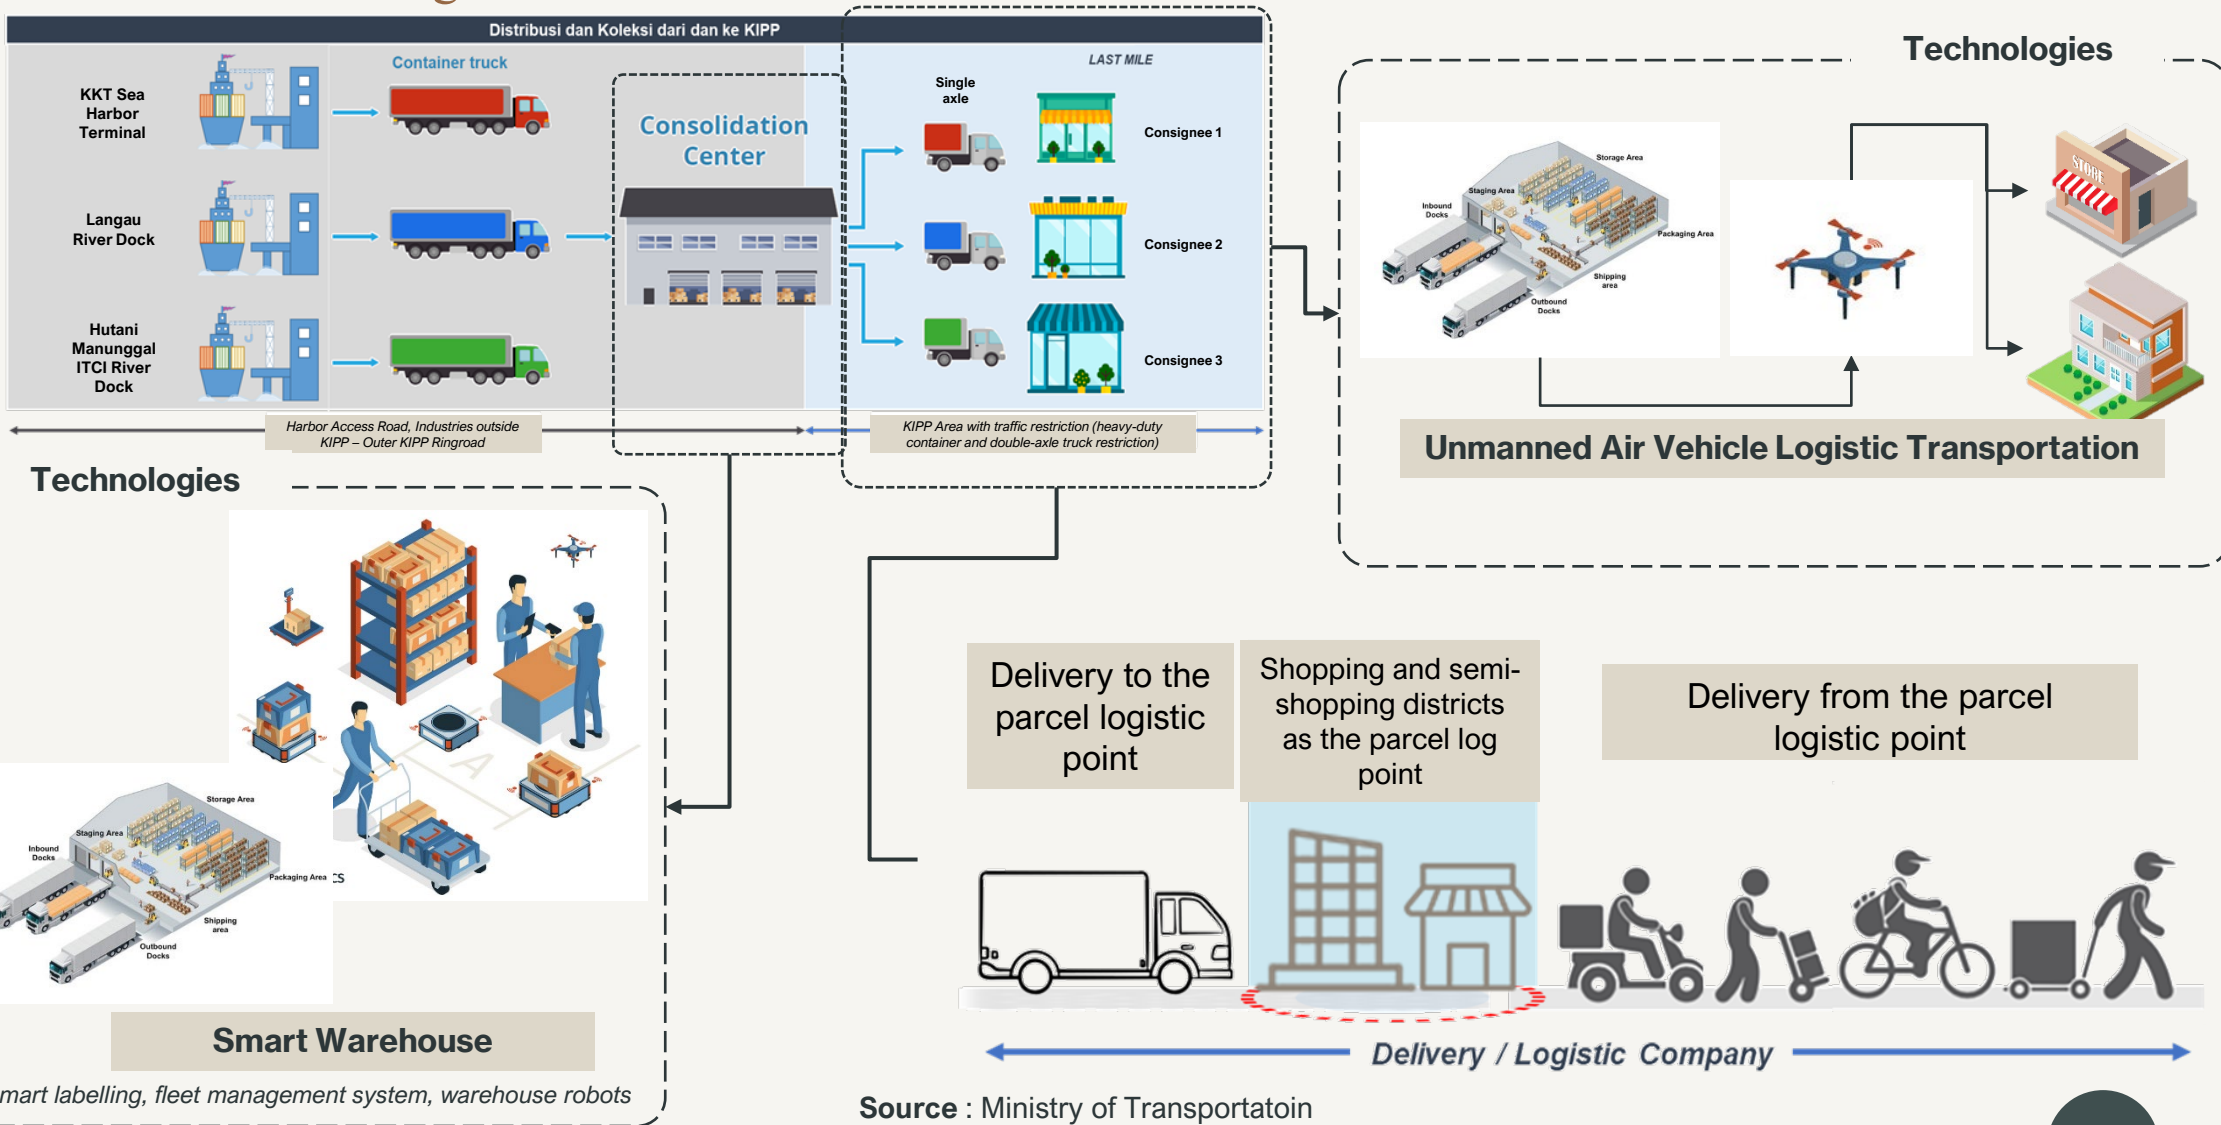 Distribusi dan Koleksi dari dan ke KIPP
KKT Sea
Harbor
Terminal
Container truck
Consolidation
Center
Langau
River Dock
Hutani
Manunggal
ITCI River
Dock
LAST MILE
Single
axle
Consignee 1
Consignee 2
Consignee 3
Harbor Access Road, Industries outside
KIPP – Outer KIPP Ringroad
KIPP Area with traffic restriction (heavy-duty
container and double-axle truck restriction)
Technologies
Storage Area
Staging Area
Inbound
Docks
Packaging Area
Shipping
area
Outbound
Docks
STORE
Unmanned Air Vehicle Logistic Transportation
Technologies
A
Storage Area
Staging Area
Inbound
Docks
Packaging Area
cs
Shipping
area
Outbound
Docks
Smart Warehouse
mart labelling, fleet management system, warehouse robots
Delivery to the
parcel logistic
point
Shopping and semi-
shopping districts
as the parcel log
point
Delivery from the parcel
logistic point
Delivery / Logistic Company
Source : Ministry of Transportatoin